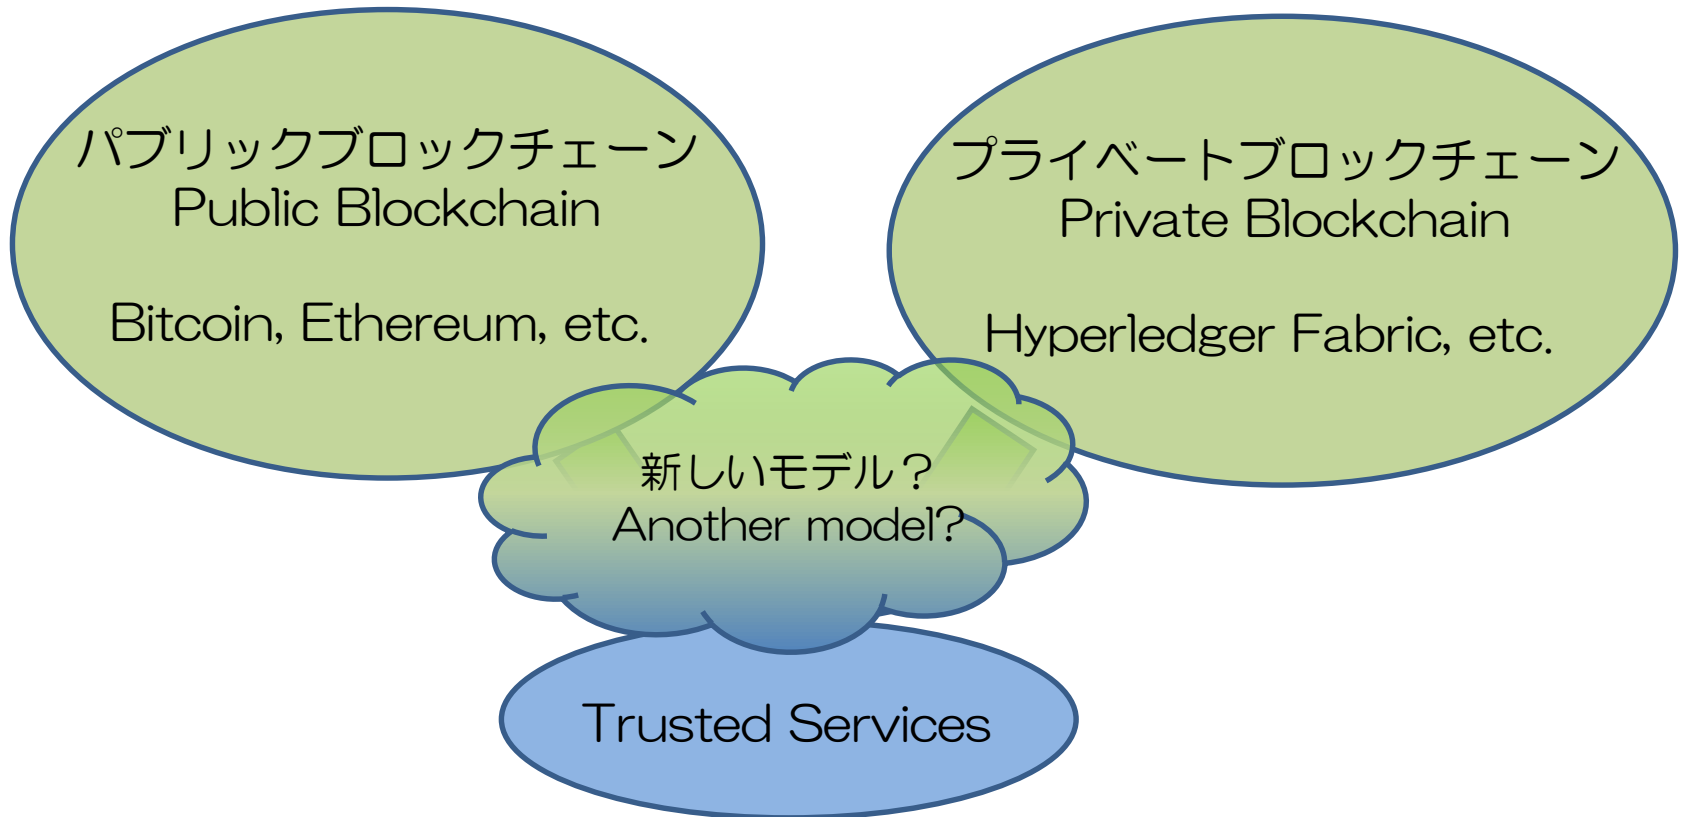 パブリックブロックチェーン
Public Blockchain
Bitcoin, Ethereum, etc.
プライベートブロックチェーン
Private Blockchain
Hyperledger Fabric, etc.
新しいモデル？
Another model?
Trusted Services